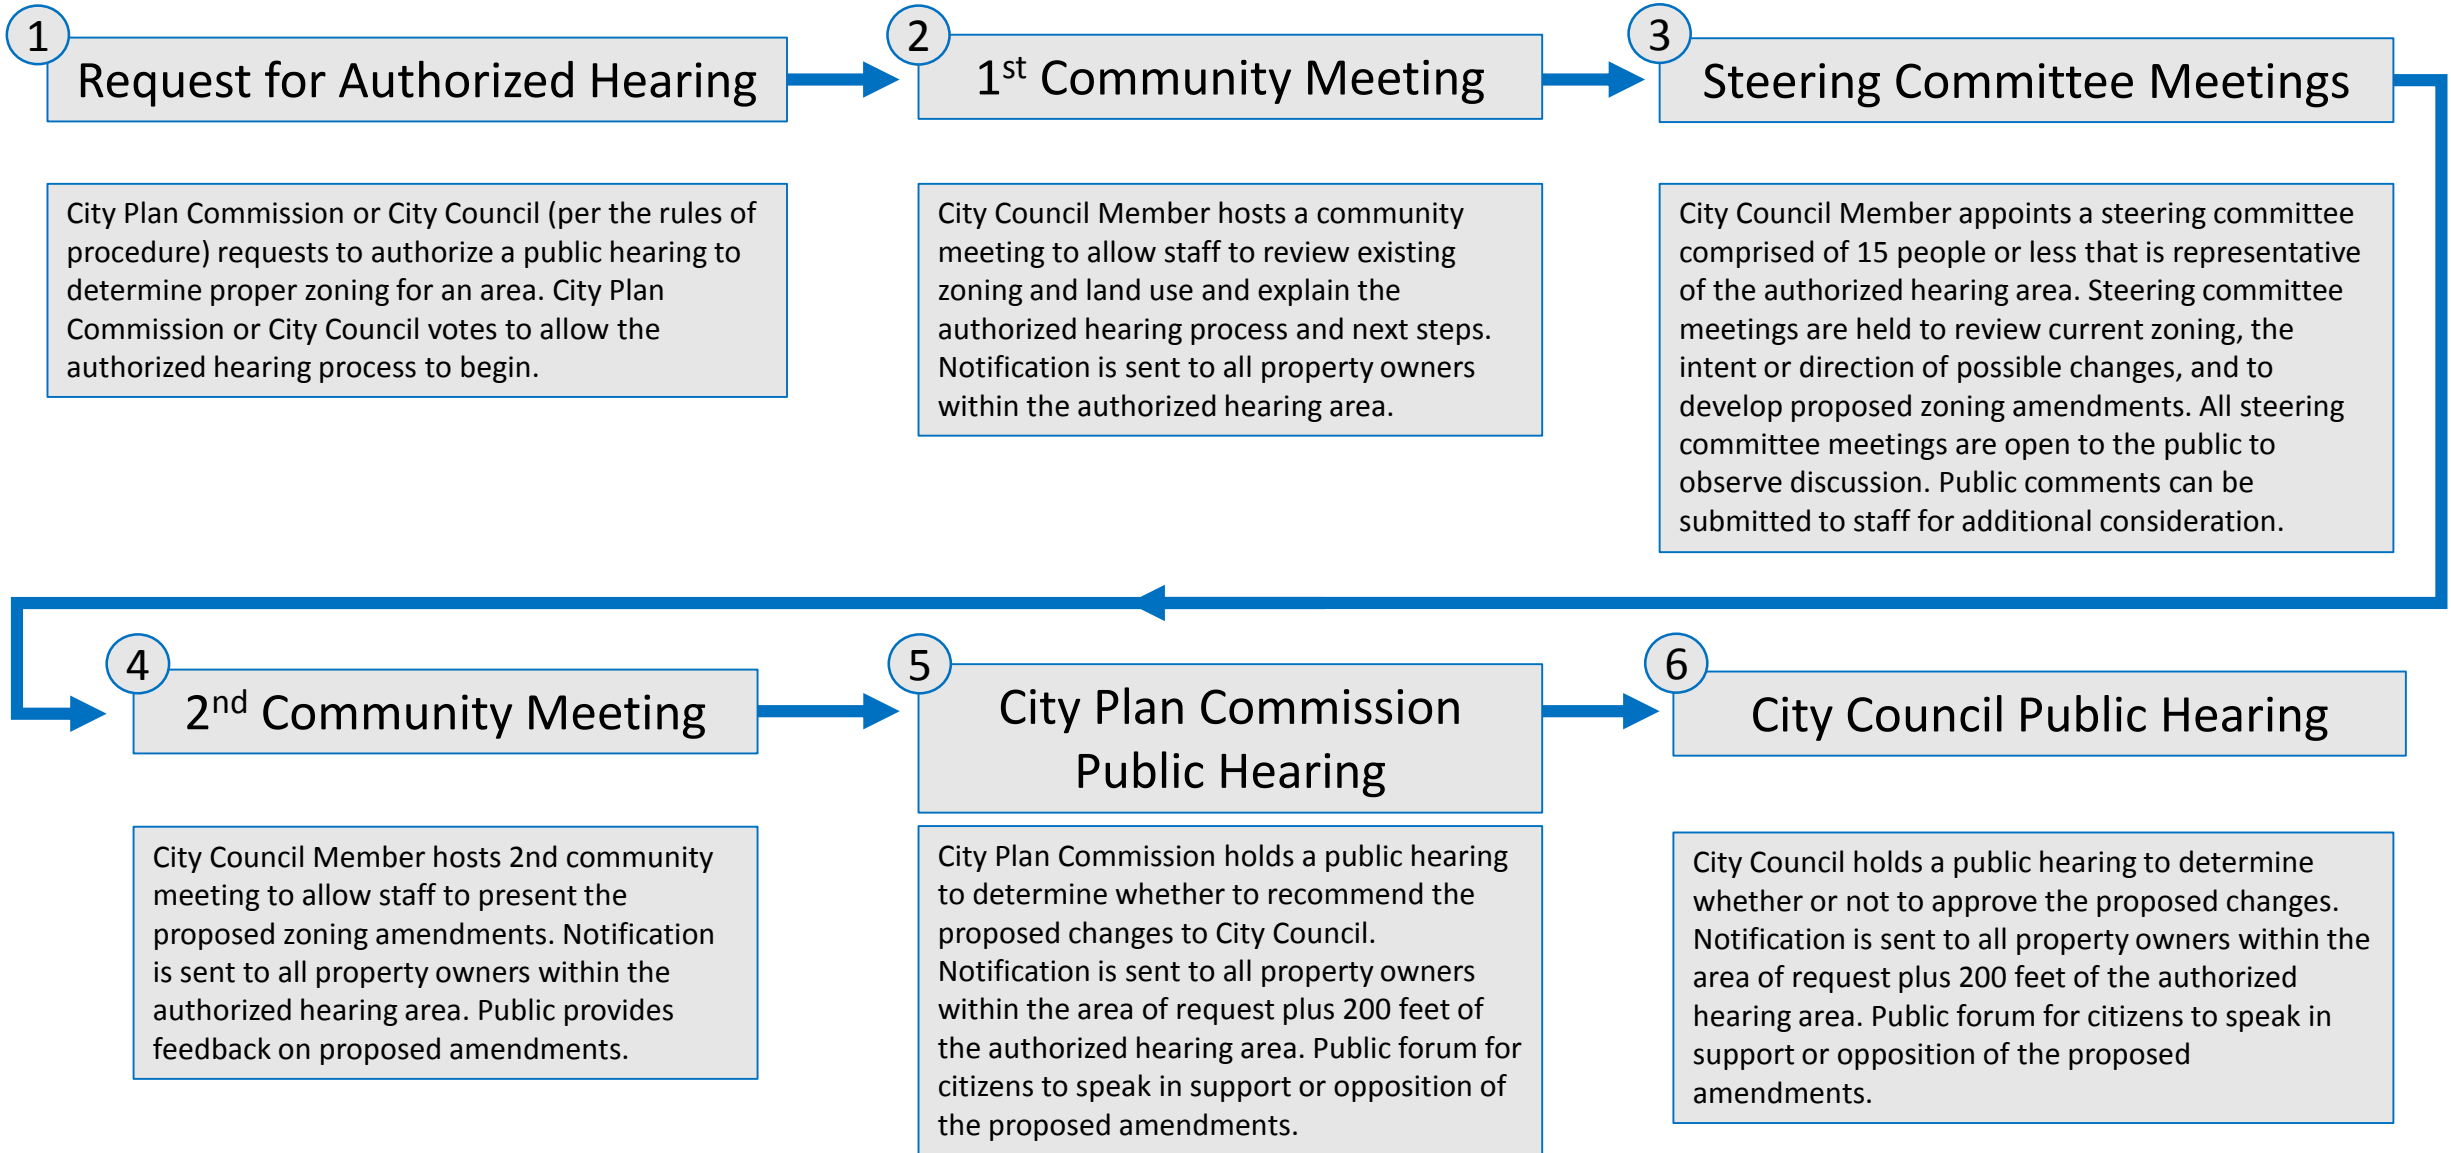 1
Request for Authorized Hearing
City Plan Commission or City Council (per the rules of
procedure) requests to authorize a public hearing to
determine proper zoning for an area. City Plan
Commission or City Council votes to allow the
authorized hearing process to begin.
2
1st Community Meeting
City Council Member hosts a community
meeting to allow staff to review existing
zoning and land use and explain the
authorized hearing process and next steps.
Notification is sent to all property owners
within the authorized hearing area.
3
Steering Committee Meetings
City Council Member appoints a steering committee
comprised of 15 people or less that is representative
of the authorized hearing area. Steering committee
meetings are held to review current zoning, the
intent or direction of possible changes, and to
develop proposed zoning amendments. All steering
committee meetings are open to the public to
observe discussion. Public comments can be
submitted to staff for additional consideration.
4
2nd Community Meeting
City Council Member hosts 2nd community
meeting to allow staff to present the
proposed zoning amendments. Notification
is sent to all property owners within the
authorized hearing area. Public provides
feedback on proposed amendments.
5
City Plan Commission
Public Hearing
City Plan Commission holds a public hearing
to determine whether to recommend the
proposed changes to City Council.
Notification is sent to all property owners
within the area of request plus 200 feet of
the authorized hearing area. Public forum for
citizens to speak in support or opposition of
the proposed amendments.
6
City Council Public Hearing
City Council holds a public hearing to determine
whether or not to approve the proposed changes.
Notification is sent to all property owners within the
area of request plus 200 feet of the authorized
hearing area. Public forum for citizens to speak in
support or opposition of the proposed
amendments.